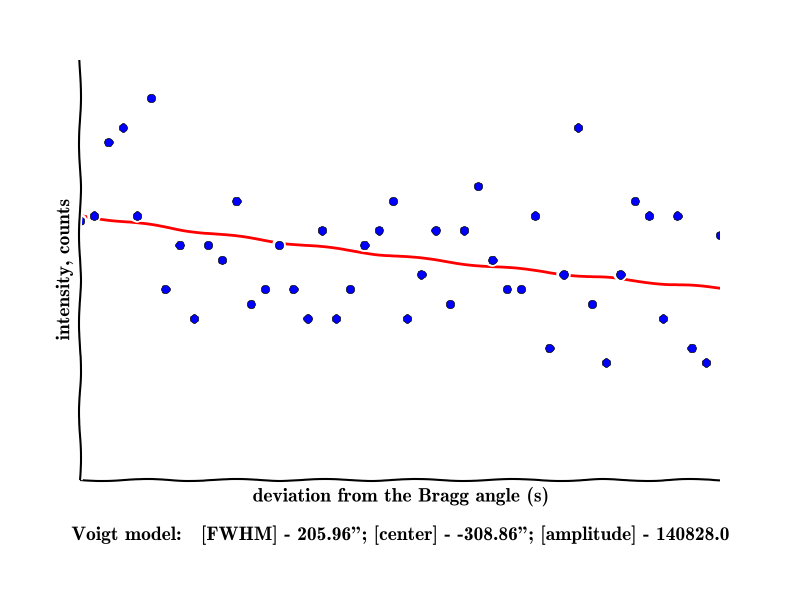 intensity, counts
deviation from the Bragg angle (s)
Voigt model: [FWHM] - 205.96”; [center] - -308.86”; [amplitude] - 140828.0